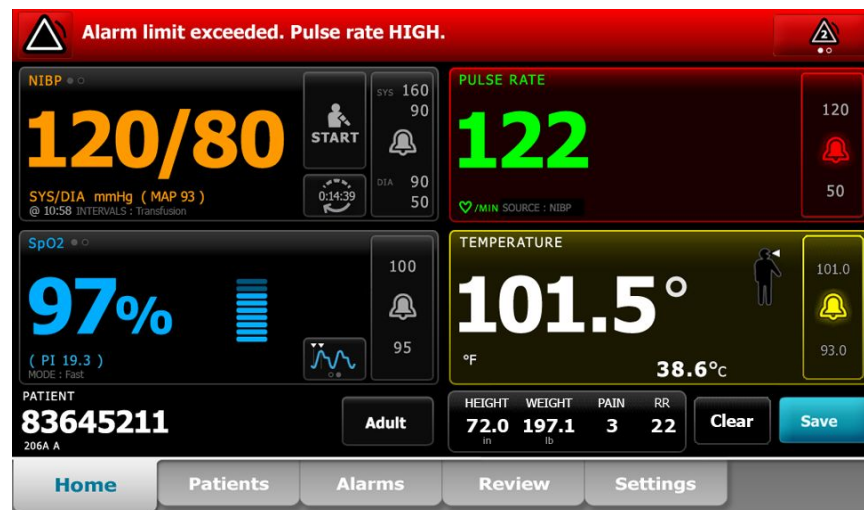 Alarm limit exceeded. Pulse rate HIGH.
2
NIBP
120/80
SYS/DIA mmHg ( MAP 93 )
@ 10:58 INTERVALS : Transfusion
START
0:14:39
SYS 160
90
DIA 90
50
PULSE RATE
122
/MIN SOURCE : NIBP
120
50
SpO2
97%
( PI 19.3 )
MODE : Fast
100
95
TEMPERATURE
101.5°
°F
38.6°C
101.0
93.0
PATIENT
83645211
206A A
Adult
HEIGHT WEIGHT PAIN RR
72.0 197.1 3 22
in lb
Clear
Save
Home Patients Alarms Review Settings